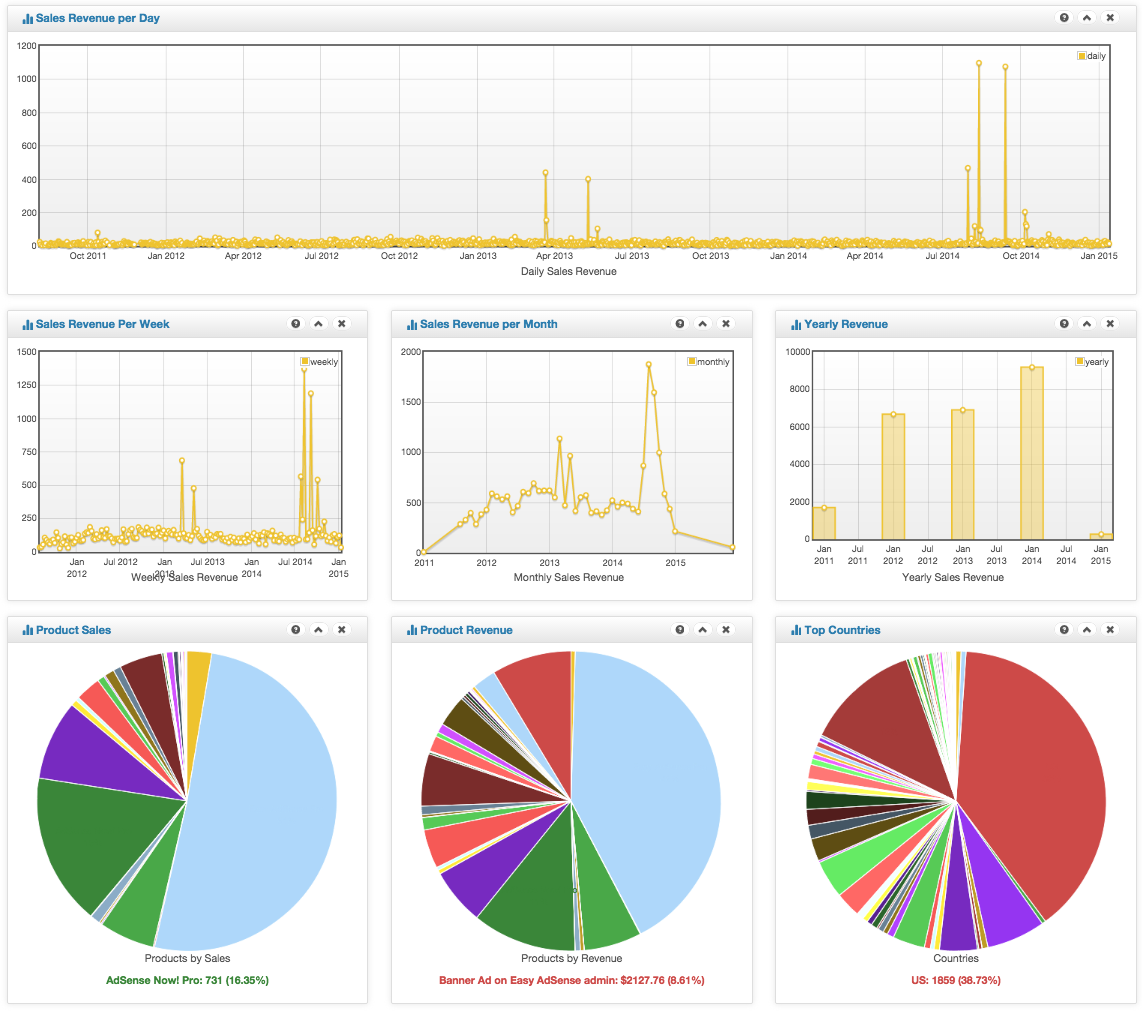 Sales Revenue per Day
1200
1000
800
600
400
200
0
daily
Oct 2011 Jan 2012 Apr 2012 Jul 2012 Oct 2012 Jan 2013 Apr 2013 Jul 2013 Oct 2013 Jan 2014 Apr 2014 Jul 2014 Oct 2014 Jan 2015
Daily Sales Revenue
Sales Revenue Per Week
1500
1250
1000
750
500
250
0
weekly
Jan 2012 Jul 2012 Jan 2013 Jul 2013 Jan 2014 Jul 2014 Jan 2015
Weekly Sales Revenue
Sales Revenue per Month
2000
1500
1000
500
0
monthly
2011 2012 2013 2014 2015
Monthly Sales Revenue
Yearly Revenue
10000
8000
6000
4000
2000
0
yearly
Jan 2011 Jul 2011 Jan 2012 Jul 2012 Jan 2013 Jul 2013 Jan 2014 Jul 2014 Jan 2015
Yearly Sales Revenue
Product Sales
Products by Sales
AdSense Now! Pro: 731 (16.35%)
Product Revenue
Products by Revenue
Banner Ad on Easy AdSense admin: $2127.76 (8.61%)
Top Countries
Countries
US: 1859 (38.73%)